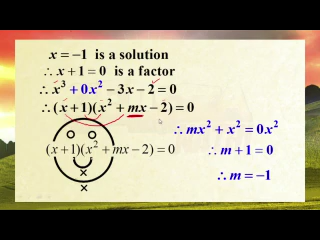 x = −1 is a solution
∴ x + 1 = 0 is a factor
∴ x³ + 0x² − 3x − 2 = 0
∴ (x + 1)(x² + mx − 2) = 0
∴ mx² + x² = 0x²
(x + 1)(x² + mx − 2) = 0
∴ m + 1 = 0
∴ m = −1